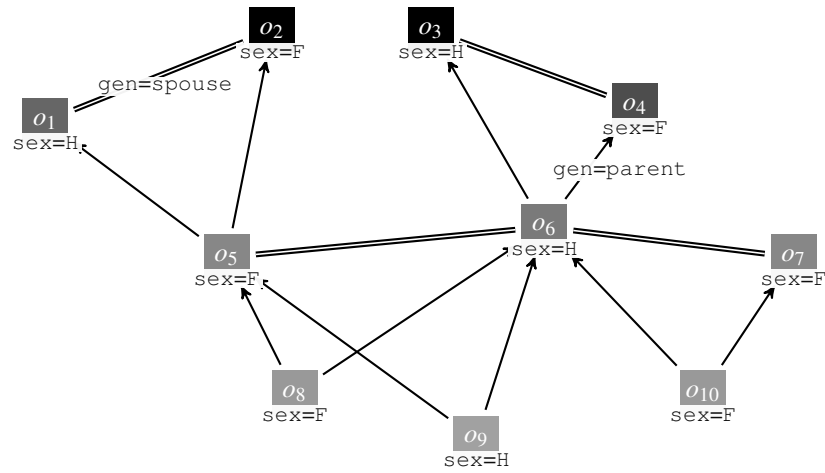 o2
sex=F
o3
sex=H
gen=spouse
o4
sex=F
o1
sex=H
gen=parent
o6
sex=H
o5
sex=F
o7
sex=F
o8
sex=F
o10
sex=F
o9
sex=H